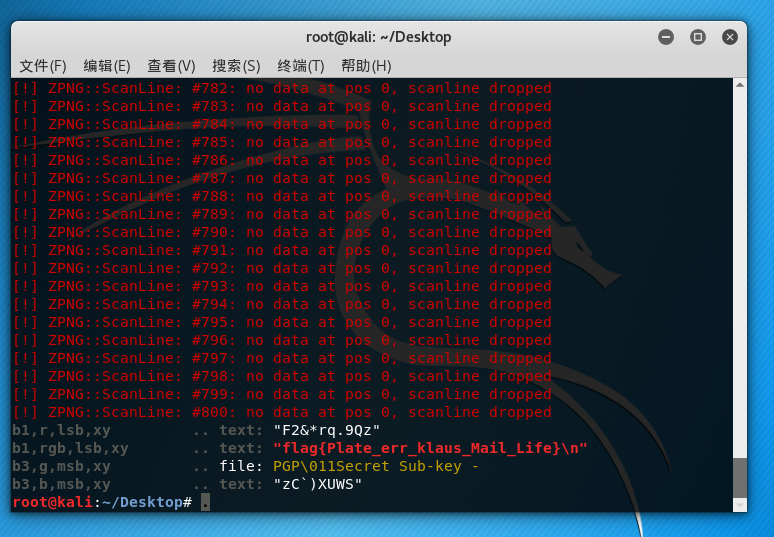 root@kali: ~/Desktop
文件(F) 编辑(E) 查看(V) 搜索(S) 终端(T) 帮助(H)
[!] ZPNG::ScanLine: #782: no data at pos 0, scanline dropped
[!] ZPNG::ScanLine: #783: no data at pos 0, scanline dropped
[!] ZPNG::ScanLine: #784: no data at pos 0, scanline dropped
[!] ZPNG::ScanLine: #785: no data at pos 0, scanline dropped
[!] ZPNG::ScanLine: #786: no data at pos 0, scanline dropped
[!] ZPNG::ScanLine: #787: no data at pos 0, scanline dropped
[!] ZPNG::ScanLine: #788: no data at pos 0, scanline dropped
[!] ZPNG::ScanLine: #789: no data at pos 0, scanline dropped
[!] ZPNG::ScanLine: #790: no data at pos 0, scanline dropped
[!] ZPNG::ScanLine: #791: no data at pos 0, scanline dropped
[!] ZPNG::ScanLine: #792: no data at pos 0, scanline dropped
[!] ZPNG::ScanLine: #793: no data at pos 0, scanline dropped
[!] ZPNG::ScanLine: #794: no data at pos 0, scanline dropped
[!] ZPNG::ScanLine: #795: no data at pos 0, scanline dropped
[!] ZPNG::ScanLine: #796: no data at pos 0, scanline dropped
[!] ZPNG::ScanLine: #797: no data at pos 0, scanline dropped
[!] ZPNG::ScanLine: #798: no data at pos 0, scanline dropped
[!] ZPNG::ScanLine: #799: no data at pos 0, scanline dropped
[!] ZPNG::ScanLine: #800: no data at pos 0, scanline dropped
b1,r,lsb,xy .. text: "F2&*rq.9Qz"
b1,rgb,lsb,xy .. text: "flag{Plate_err_klaus_Mail_Life}\n"
b3,g,msb,xy .. file: PGP\011Secret Sub-key -
b3,b,msb,xy .. text: "zC`)XUWS"
root@kali:~/Desktop# .